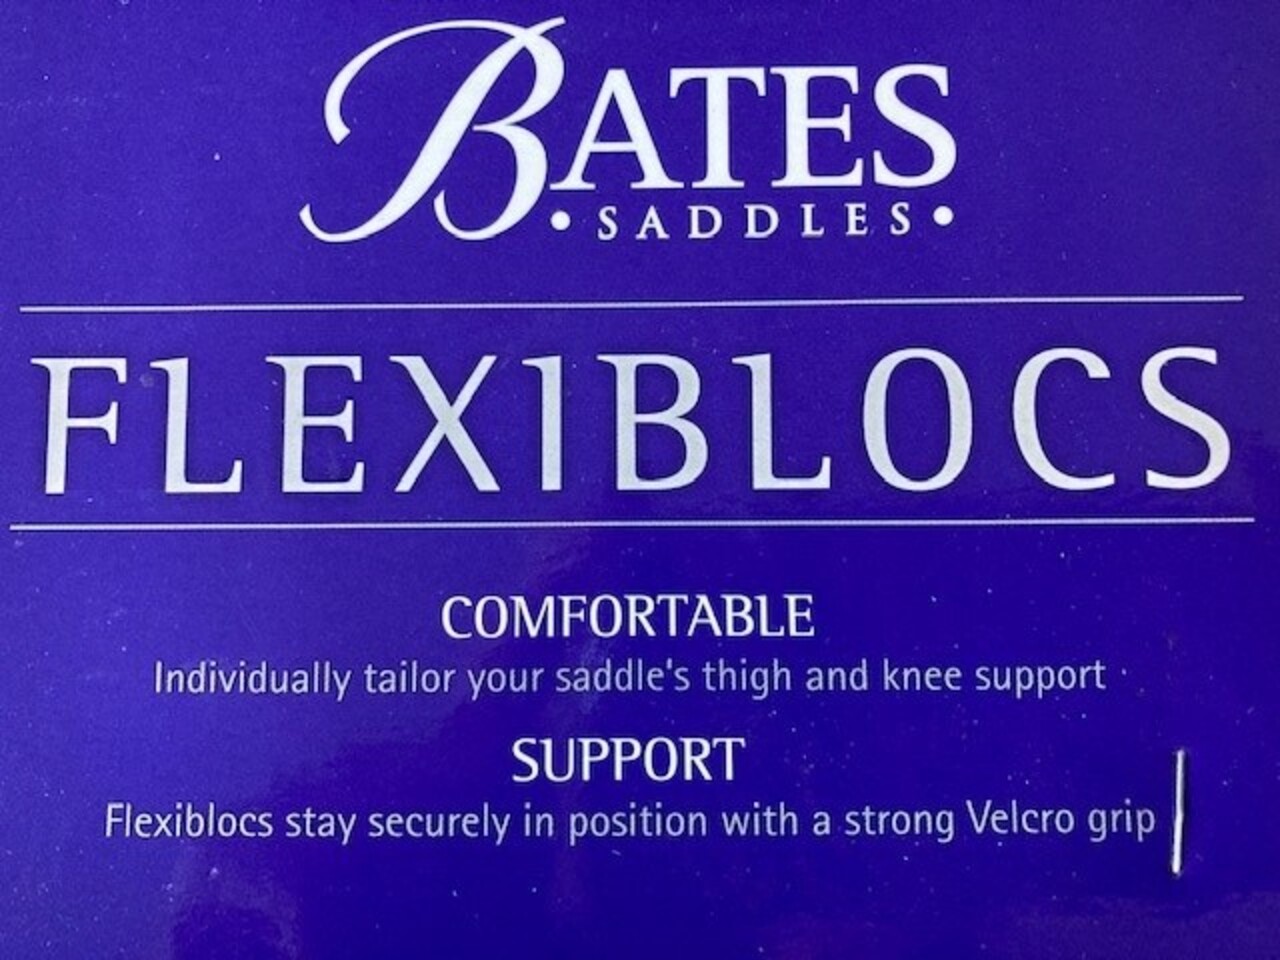 BATES
• SADDLES •
FLEXIBLOCS
COMFORTABLE
Individually tailor your saddle's thigh and knee support
SUPPORT
Flexiblocs stay securely in position with a strong Velcro grip